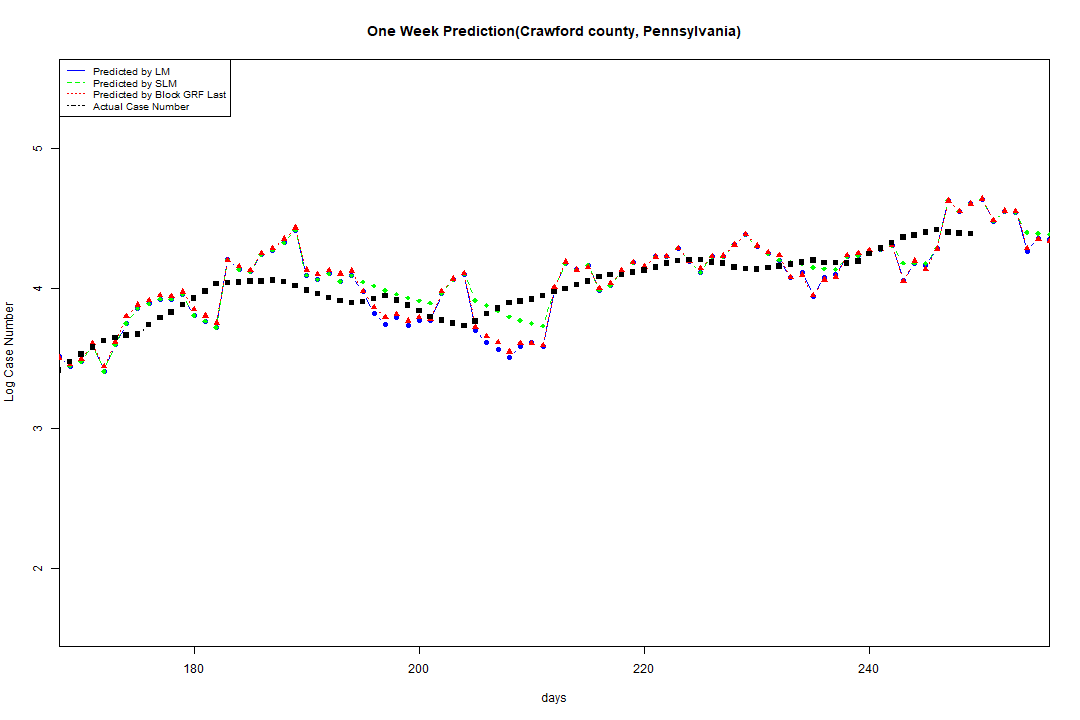 One Week Prediction(Crawford county, Pennsylvania)
Predicted by LM
Predicted by SLM
Predicted by Block GRF Last
Actual Case Number
5
4
3
2
Log Case Number
180 200 220 240
days